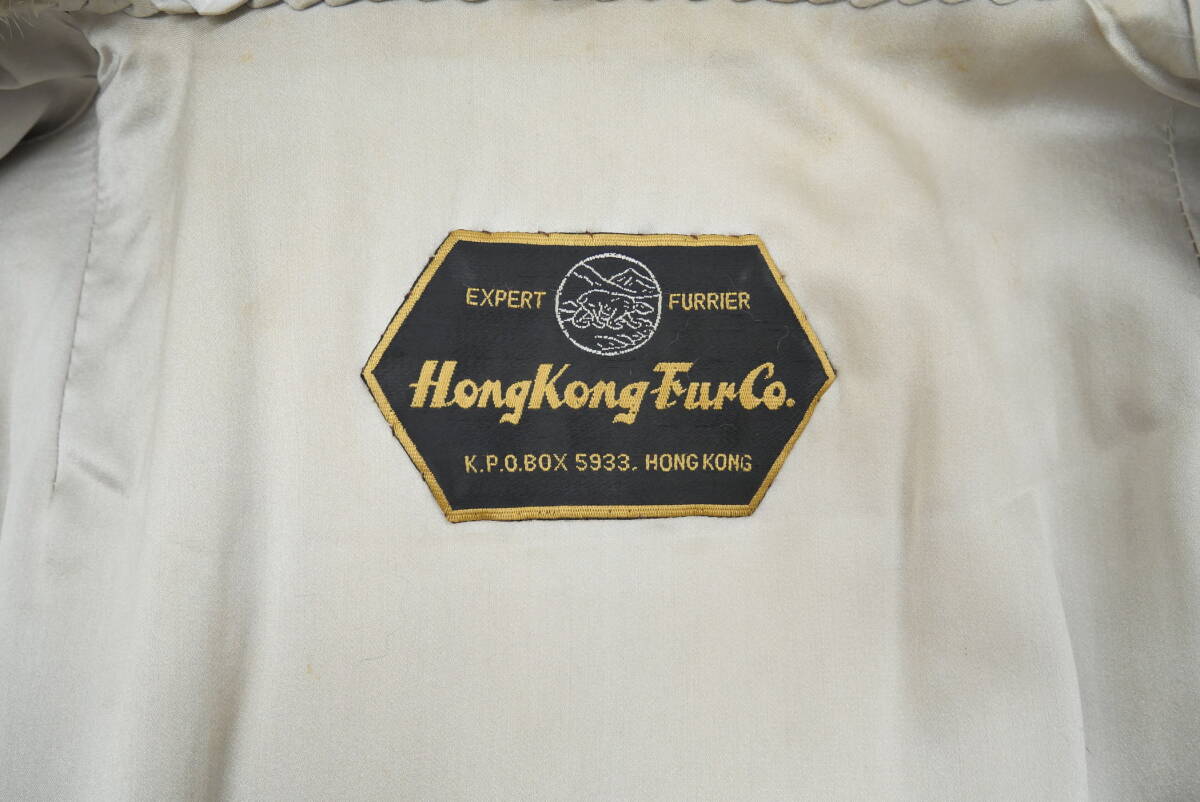 EXPERT FURRIER
HongKong Fur Co.
K.P.O.BOX 5933. HONG KONG